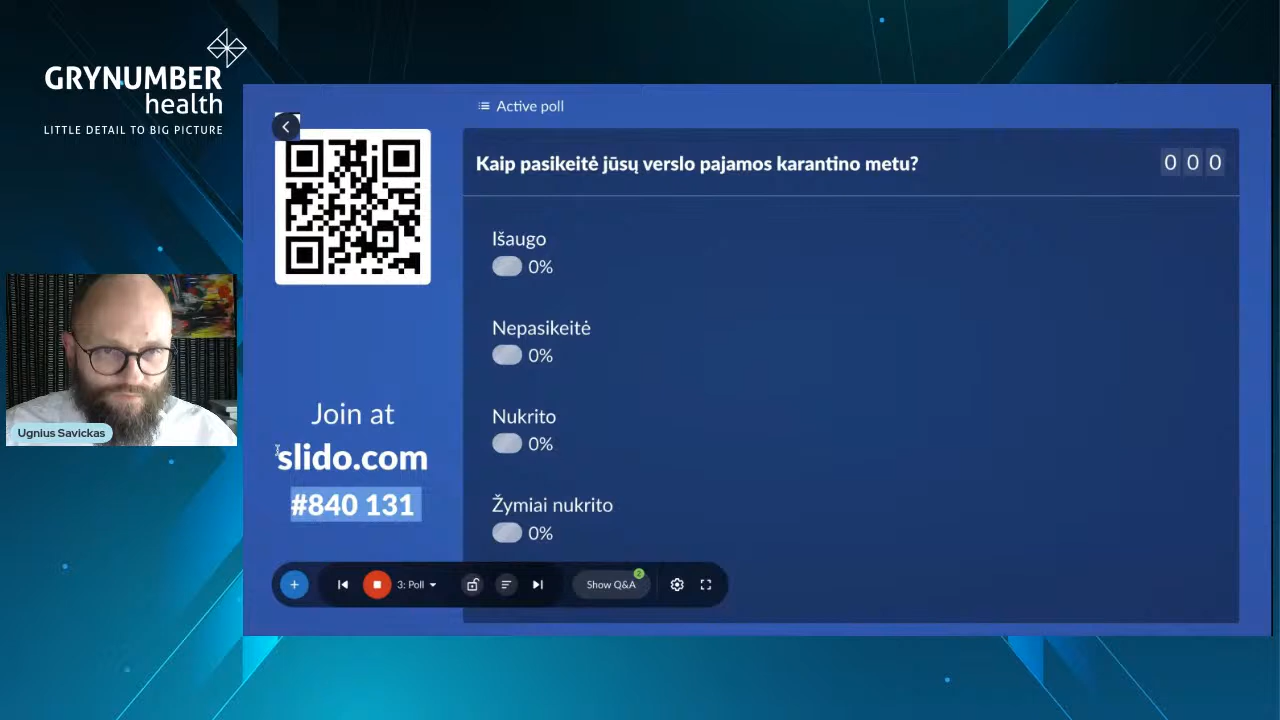 GRYNUMBER
health
LITTLE DETAIL TO BIG PICTURE
Active poll
Kaip pasikeitė jūsų verslo pajamos karantino metu?
0 0 0
Išaugo
0%
Nepasikeitė
0%
Nukrito
0%
Žymiai nukrito
0%
Join at
slido.com
#840 131
Ugnius Savickas
3: Poll
Show Q&A
2